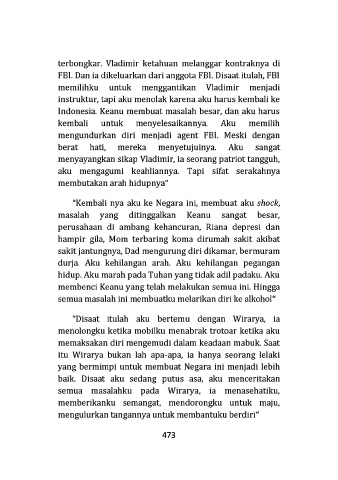 terbongkar. Vladimir ketahuan melanggar kontraknya di
FBI. Dan ia dikeluarkan dari anggota FBI. Disaat itulah, FBI
memilihku untuk menggantikan Vladimir menjadi
instruktur, tapi aku menolak karena aku harus kembali ke
Indonesia. Keanu membuat masalah besar, dan aku harus
kembali untuk menyelesaikannya. Aku memilih
mengundurkan diri menjadi agent FBI. Meski dengan
berat hati, mereka menyetujuinya. Aku sangat
menyayangkan sikap Vladimir, ia seorang patriot tangguh,
aku mengagumi keahliannya. Tapi sifat serakahnya
membutakan arah hidupnya"
"Kembali nya aku ke Negara ini, membuat aku shock,
masalah yang ditinggalkan Keanu sangat besar,
perusahaan di ambang kehancuran, Riana depresi dan
hampir gila, Mom terbaring koma dirumah sakit akibat
sakit jantungnya, Dad mengurung diri dikamar, bermuram
durja. Aku kehilangan arah. Aku kehilangan pegangan
hidup. Aku marah pada Tuhan yang tidak adil padaku. Aku
membenci Keanu yang telah melakukan semua ini. Hingga
semua masalah ini membuatku melarikan diri ke alkohol"
"Disaat itulah aku bertemu dengan Wirarya, ia
menolongku ketika mobilku menabrak trotoar ketika aku
memaksakan diri mengemudi dalam keadaan mabuk. Saat
itu Wirarya bukan lah apa-apa, ia hanya seorang lelaki
yang bermimpi untuk membuat Negara ini menjadi lebih
baik. Disaat aku sedang putus asa, aku menceritakan
semua masalahku pada Wirarya, ia menasehatiku,
memberikanku semangat, mendorongku untuk maju,
mengulurkan tangannya untuk membantuku berdiri"
473